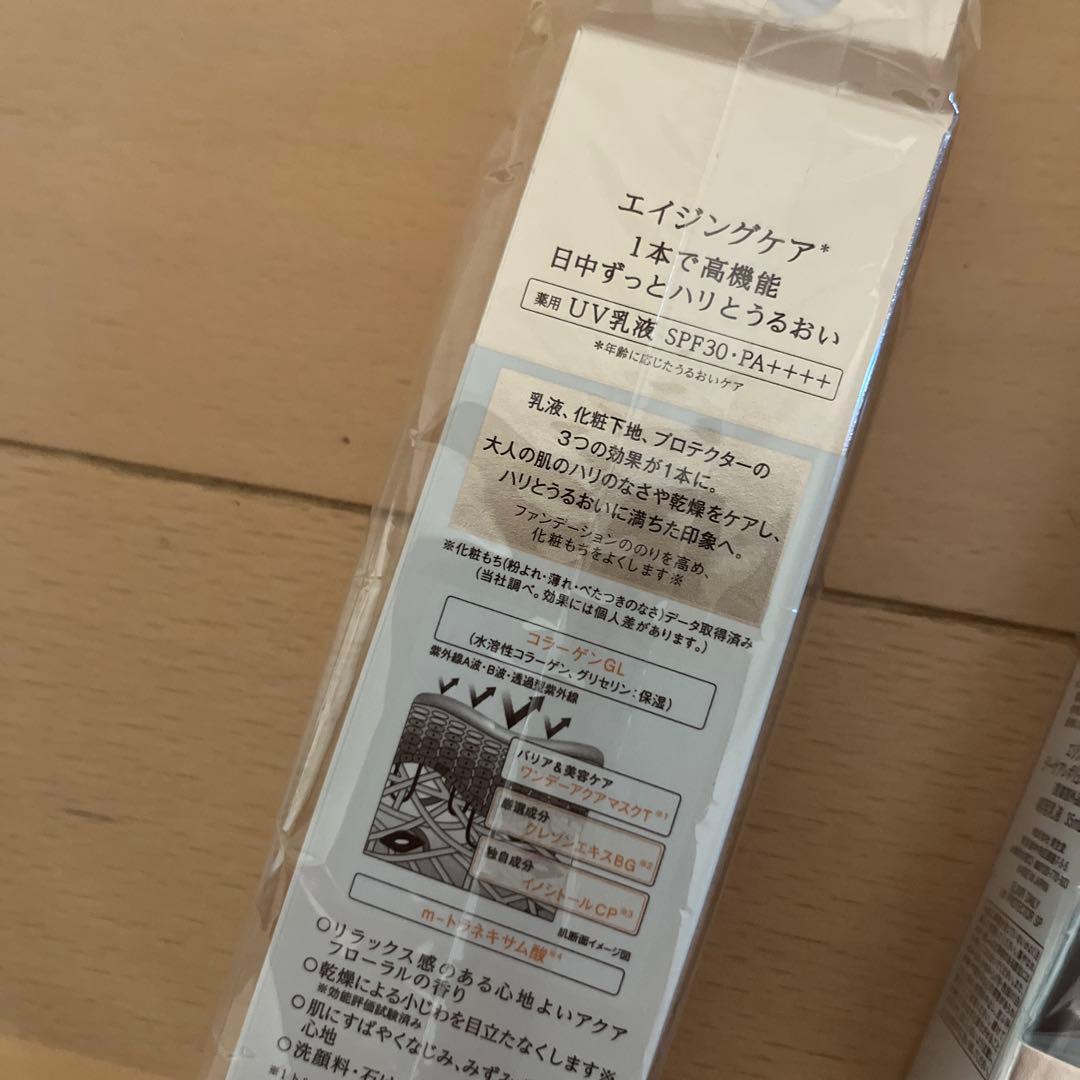 エイジングケア*
1本で高機能
日中ずっとハリとうるおい
薬用 UV乳液 SPF30・PA++++
*年齢に応じたうるおいケア
乳液、化粧下地、プロテクターの
3つの効果が1本に。
大人の肌のハリのなさや乾燥をケアし、
ハリとうるおいに満ちた印象へ。
ファンデーションののりを高め、
化粧もちをよくします※
※化粧もち(粉よれ・薄れ・べたつきのなさ)データ取得済み
(当社調べ。効果には個人差があります。)
コラーゲンGL
(水溶性コラーゲン、グリセリン:保湿)
紫外線A波・B波・透過型紫外線
バリア&美容ケア
ワンデーアクアマスクT※1
厳選成分
クレソンエキスBG※2
独自成分
イノシトールCP※3
肌断面イメージ図
m-トラネキサム酸※4
○リラックス感のある心地よいアクア
フローラルの香り
○乾燥による小じわを目立たなくします※
※効能評価試験済み
○肌にすばやくなじみ、みずみ
心地
○洗顔料・石け